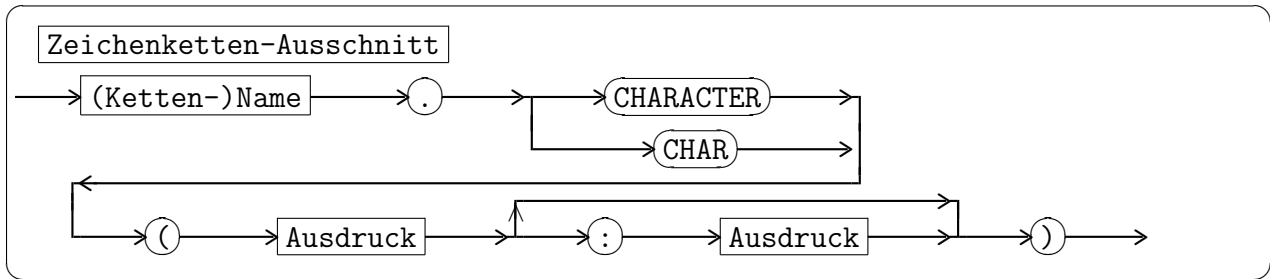 Zeichenketten-Ausschnitt
(Ketten-)Name . CHARACTER
CHAR
( Ausdruck : Ausdruck )